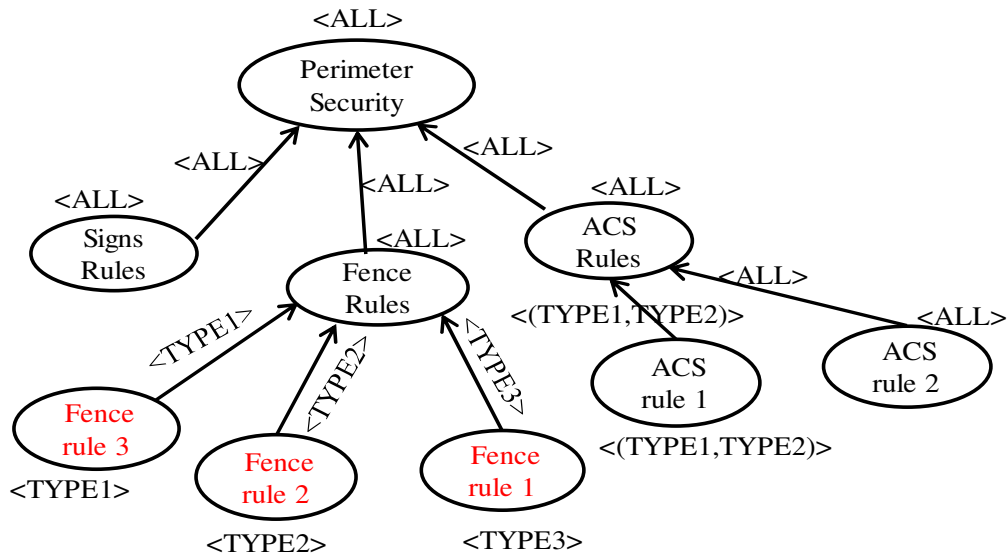 <ALL>
Perimeter
Security
<ALL>
<ALL>
<ALL>
<ALL>
<ALL>
Signs
Rules
<ALL>
Fence
Rules
ACS
Rules
<ALL>
<TYPE1>
<TYPE2>
<TYPE3>
<(TYPE1,TYPE2)>
<ALL>
Fence
rule 3
Fence
rule 2
Fence
rule 1
ACS
rule 1
ACS
rule 2
<TYPE1>
<TYPE2>
<TYPE3>
<(TYPE1,TYPE2)>